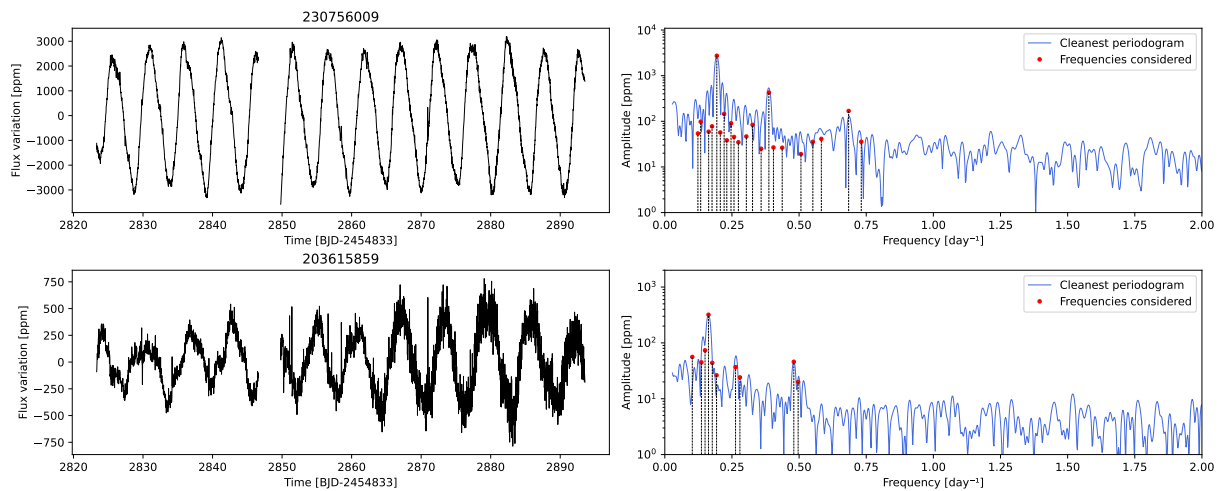 230756009
Flux variation [ppm]
3000
2000
1000
0
−1000
−2000
−3000
2820 2830 2840 2850 2860 2870 2880 2890
Time [BJD-2454833]
Amplitude [ppm]
10⁴
10³
10²
10¹
10⁰
Cleanest periodogram
Frequencies considered
0.00 0.25 0.50 0.75 1.00 1.25 1.50 1.75 2.00
Frequency [day⁻¹]
203615859
Flux variation [ppm]
750
500
250
0
−250
−500
−750
2820 2830 2840 2850 2860 2870 2880 2890
Time [BJD-2454833]
Amplitude [ppm]
10³
10²
10¹
10⁰
Cleanest periodogram
Frequencies considered
0.00 0.25 0.50 0.75 1.00 1.25 1.50 1.75 2.00
Frequency [day⁻¹]